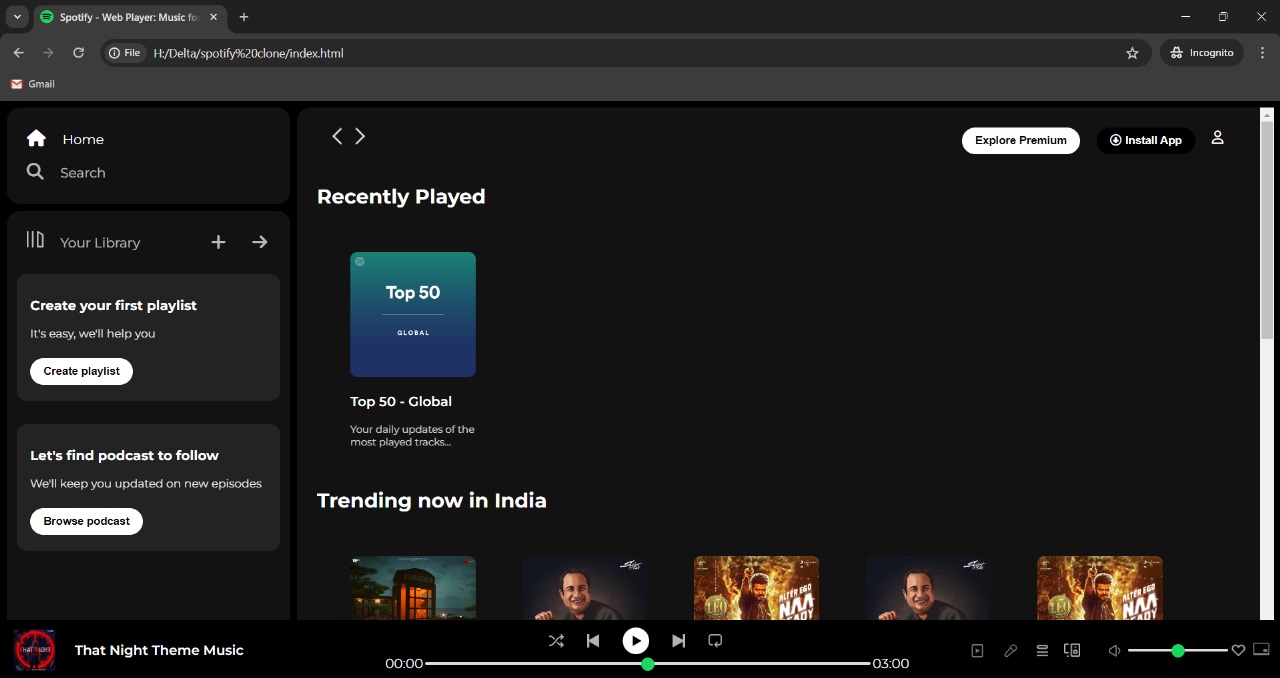 Spotify - Web Player: Music fo
File H:/Delta/spotify%20clone/index.html
Incognito
Gmail
Home
Search
Your Library
Create your first playlist
It's easy, we'll help you
Create playlist
Let's find podcast to follow
We'll keep you updated on new episodes
Browse podcast
Explore Premium
Install App
Recently Played
Top 50
GLOBAL
Top 50 - Global
Your daily updates of the
most played tracks...
Trending now in India
ALTER EGO
NAA
READY
LEO
ALTER EGO
NAA
READY
LEO
THAT NIGHT
That Night Theme Music
00:00
03:00